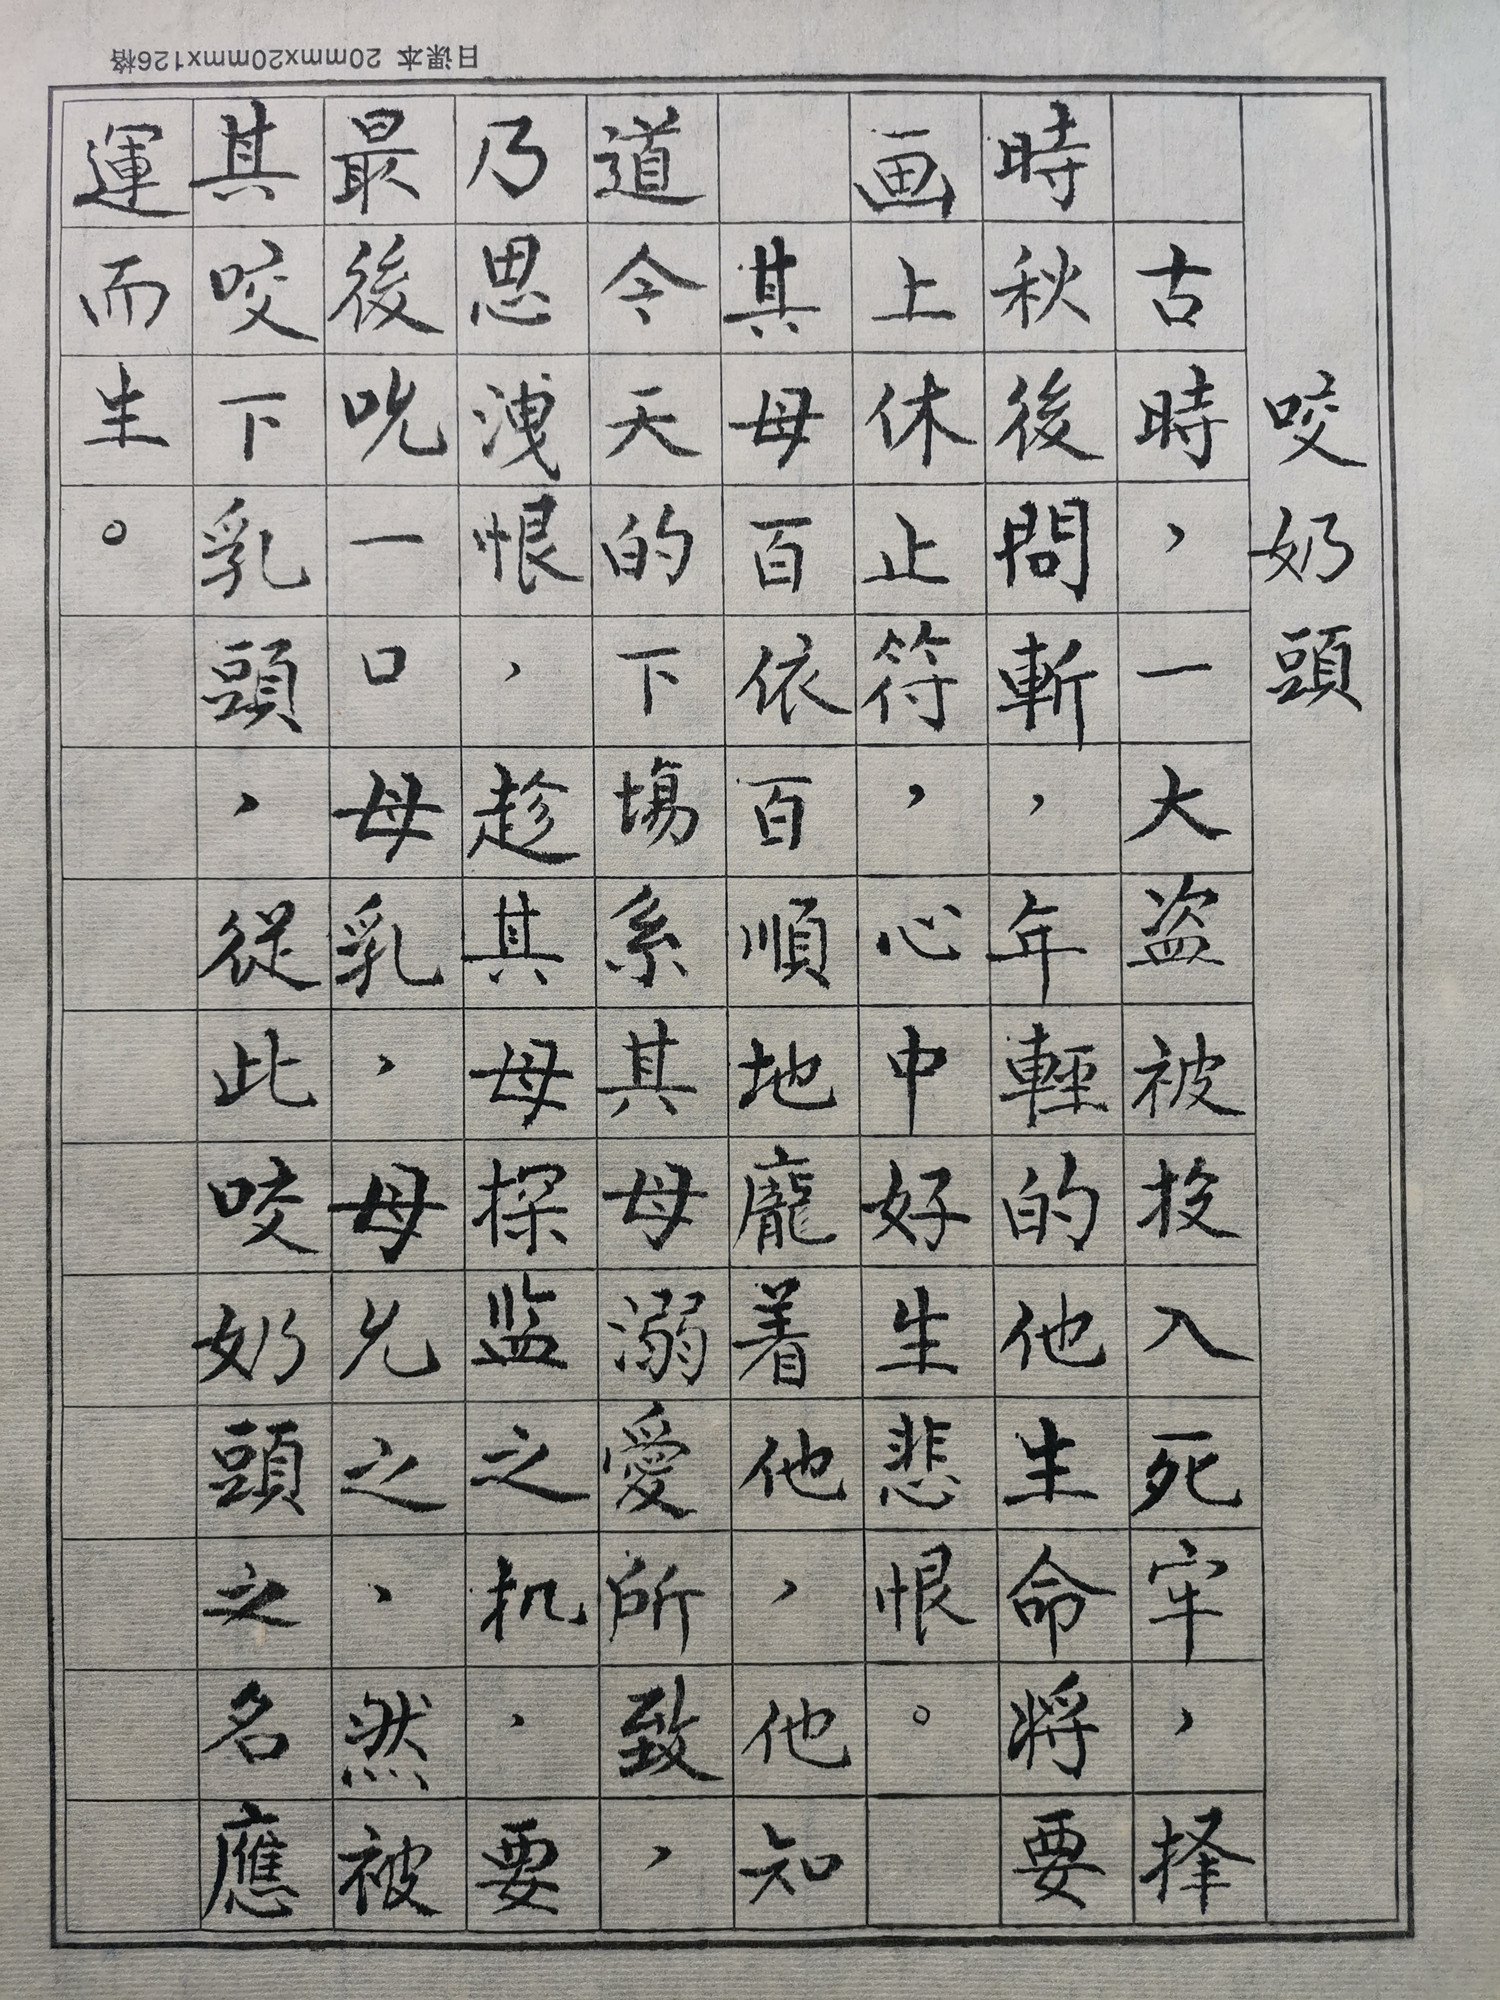 日课本 20mmx20mmx126格
咬奶頭
古時，一大盗被投入死牢，择
時秋後問斬，年輕的他生命將要
画上休止符，心中好生悲恨。
其母百依百順地龐着他，他知
道令天的下場系其母溺愛所致，
乃思洩恨，趁其母探监之机，要
最後吮一口母乳，母允之，然被
其咬下乳頭，從此咬奶頭之名應
運而生。